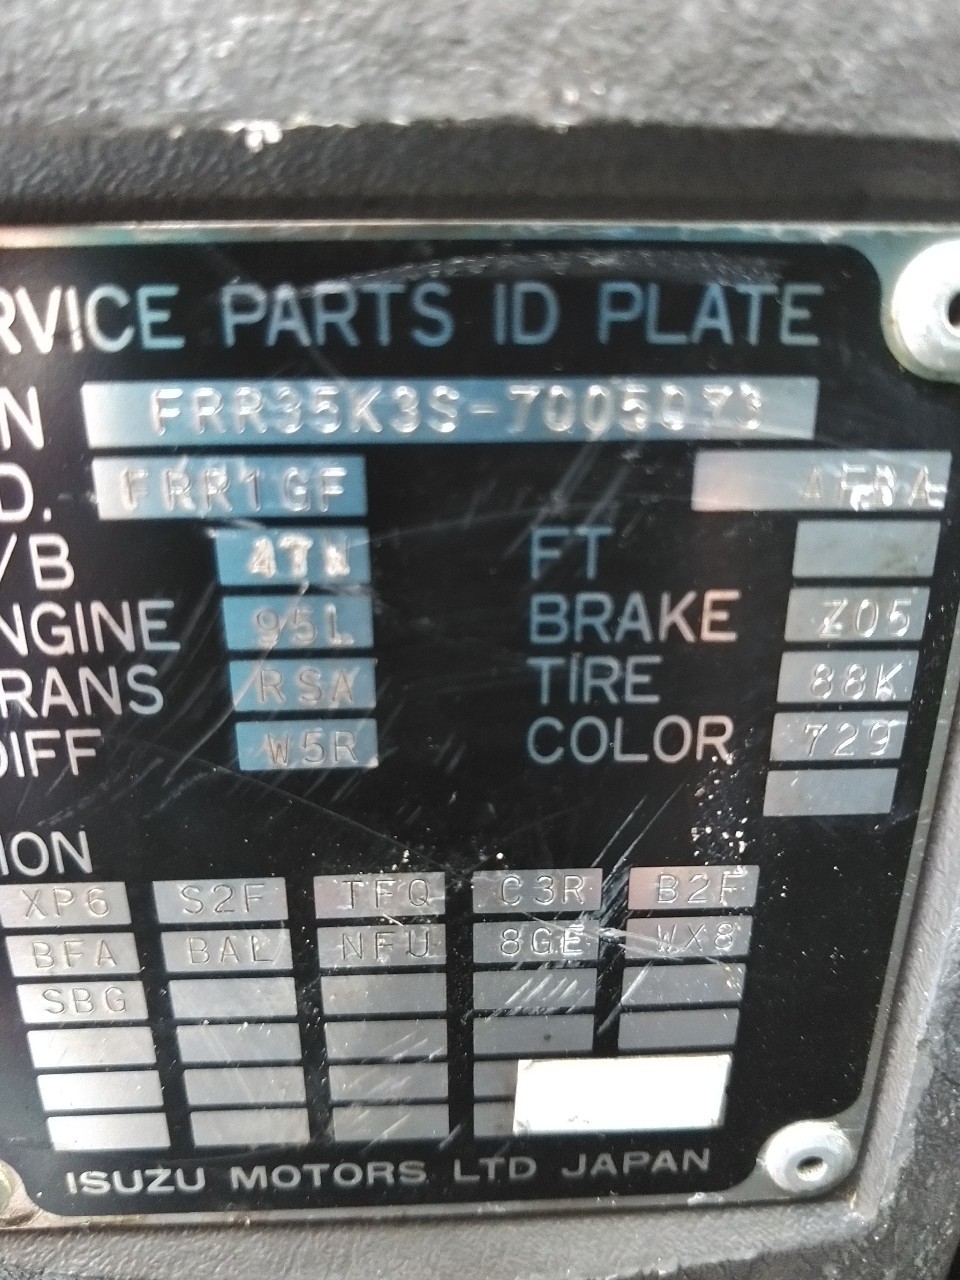 RVICE PARTS ID PLATE
N FRR35K3S-7005073
D. FRR1GF
/B 4TN FT
NGINE 95L BRAKE Z05
RANS RSA TIRE 88K
DIFF W5R COLOR 729
ION
XP6 S2F TFQ C3R B2F
BFA BAL NFU 8GE WX8
SBG
ISUZU MOTORS LTD JAPAN